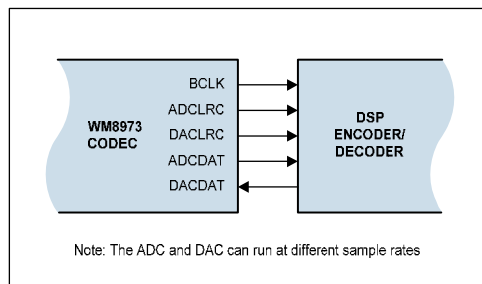 WM8973
CODEC
BCLK
ADCLRC
DACLRC
ADCDAT
DACDAT
DSP
ENCODER/
DECODER
Note: The ADC and DAC can run at different sample rates